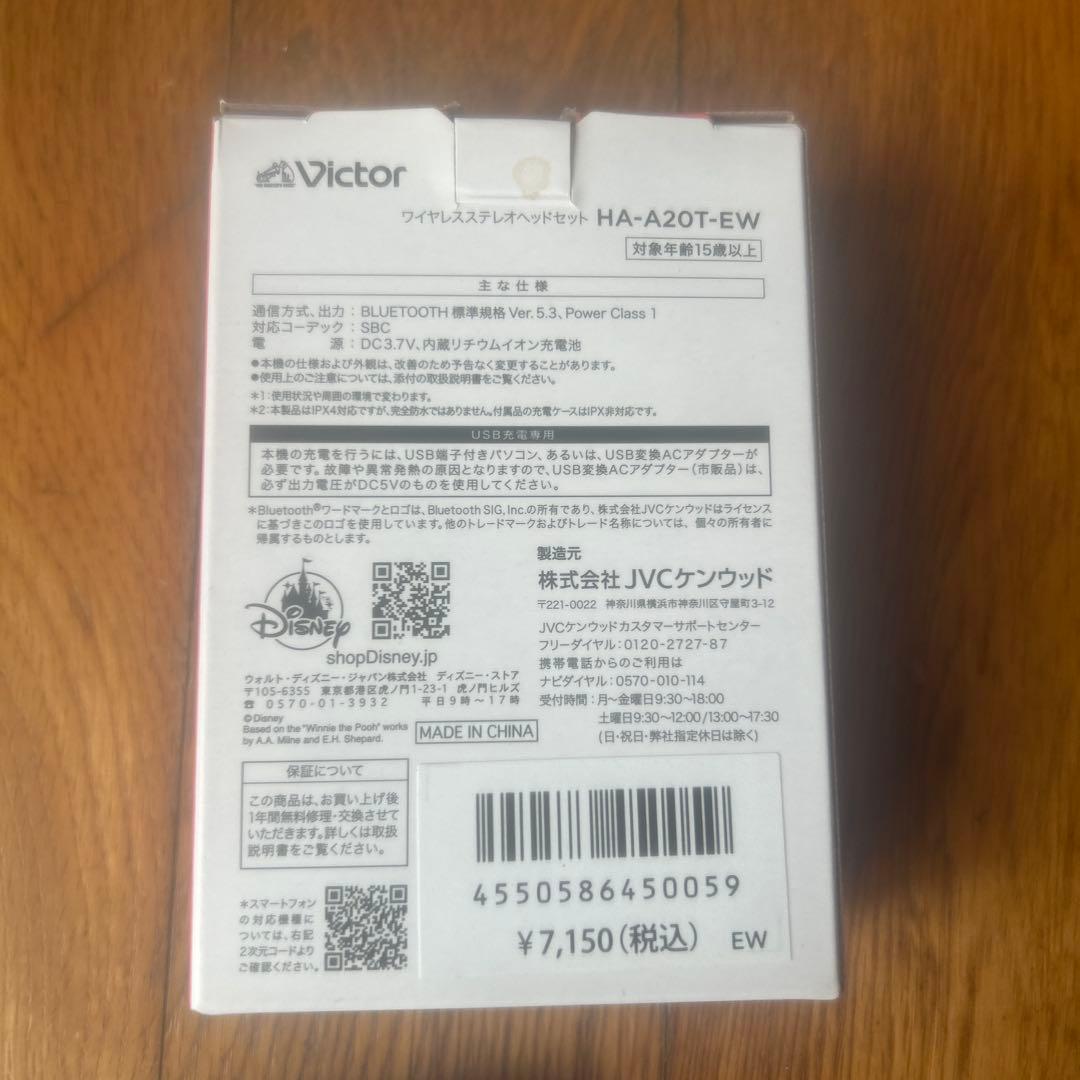 Victor
ワイヤレスステレオヘッドセット HA-A20T-EW
対象年齢15歳以上
主な仕様
通信方式、出力 : BLUETOOTH 標準規格 Ver. 5.3、Power Class 1
対応コーデック : SBC
電 源 : DC3.7V、内蔵リチウムイオン充電池
●本機の仕様および外観は、改善のため予告なく変更することがあります。
●使用上のご注意については、添付の取扱説明書をご覧ください。
*1:使用状況や周囲の環境で変わります。
*2:本製品はIPX4対応ですが、完全防水ではありません。付属品の充電ケースはIPX非対応です。
USB充電専用
本機の充電を行うには、USB端子付きパソコン、あるいは、USB変換ACアダプターが
必要です。故障や異常発熱の原因となりますので、USB変換ACアダプター(市販品)は、
必ず出力電圧がDC5Vのものを使用してください。
*Bluetooth®ワードマークとロゴは、Bluetooth SIG, Inc.の所有であり、株式会社JVCケンウッドはライセンス
に基づきこのロゴを使用しています。他のトレードマークおよびトレード名称については、個々の所有者に
帰属するものとします。
Disney
shopDisney.jp
ウォルト・ディズニー・ジャパン株式会社 ディズニー・ストア
〒105-6355 東京都港区虎ノ門1-23-1 虎ノ門ヒルズ
☎ 0570-01-3932 平日9時~17時
©Disney
Based on the "Winnie the Pooh" works
by A.A. Milne and E.H. Shepard.
MADE IN CHINA
製造元
株式会社 JVCケンウッド
〒221-0022 神奈川県横浜市神奈川区守屋町3-12
JVCケンウッドカスタマーサポートセンター
フリーダイヤル:0120-2727-87
携帯電話からのご利用は
ナビダイヤル:0570-010-114
受付時間:月~金曜日9:30~18:00
土曜日9:30~12:00/13:00~17:30
(日・祝日・弊社指定休日は除く)
保証について
この商品は、お買い上げ後
1年間無料修理・交換させて
いただきます。詳しくは取扱
説明書をご覧ください。
*スマートフォン
の対応機種に
ついては、右記
2次元コードより
ご確認ください。
4550586450059
¥7,150(税込) EW